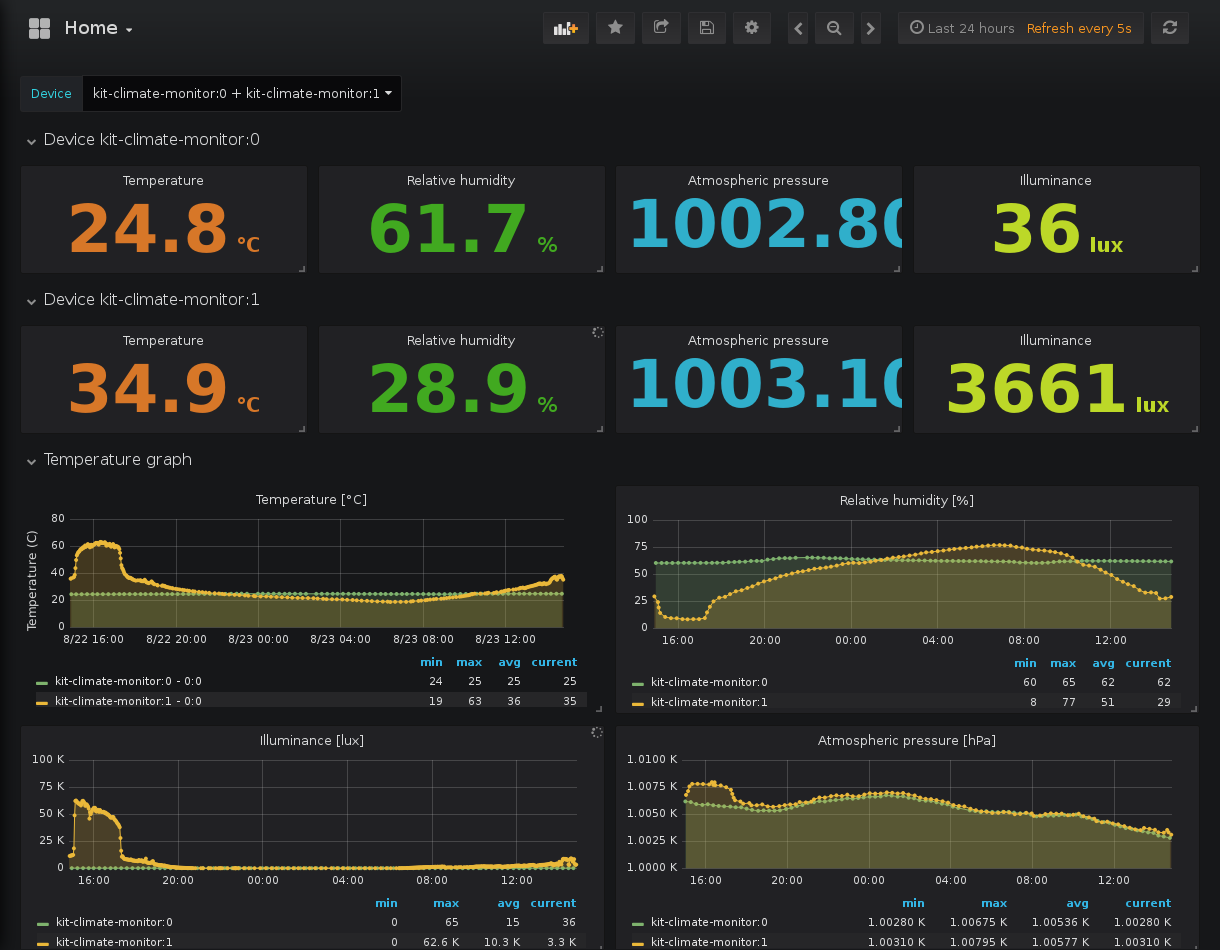 Home
Last 24 hours Refresh every 5s
Device kit-climate-monitor:0 + kit-climate-monitor:1
Device kit-climate-monitor:0
Temperature Relative humidity Atmospheric pressure Illuminance
24.8 °C 61.7 % 1002.80 36 lux
Device kit-climate-monitor:1
Temperature Relative humidity Atmospheric pressure Illuminance
34.9 °C 28.9 % 1003.10 3661 lux
Temperature graph
Temperature [°C]
Temperature (C)
80
60
40
20
0
8/22 16:00 8/22 20:00 8/23 00:00 8/23 04:00 8/23 08:00 8/23 12:00
min max avg current
kit-climate-monitor:0 - 0:0 24 25 25 25
kit-climate-monitor:1 - 0:0 19 63 36 35
Relative humidity [%]
100
75
50
25
0
16:00 20:00 00:00 04:00 08:00 12:00
min max avg current
kit-climate-monitor:0 60 65 62 62
kit-climate-monitor:1 8 77 51 29
Illuminance [lux]
100 K
75 K
50 K
25 K
0
16:00 20:00 00:00 04:00 08:00 12:00
min max avg current
kit-climate-monitor:0 0 65 15 36
kit-climate-monitor:1 0 62.6 K 10.3 K 3.3 K
Atmospheric pressure [hPa]
1.0100 K
1.0075 K
1.0050 K
1.0025 K
1.0000 K
16:00 20:00 00:00 04:00 08:00 12:00
min max avg current
kit-climate-monitor:0 1.00280 K 1.00675 K 1.00536 K 1.00280 K
kit-climate-monitor:1 1.00310 K 1.00795 K 1.00577 K 1.00310 K